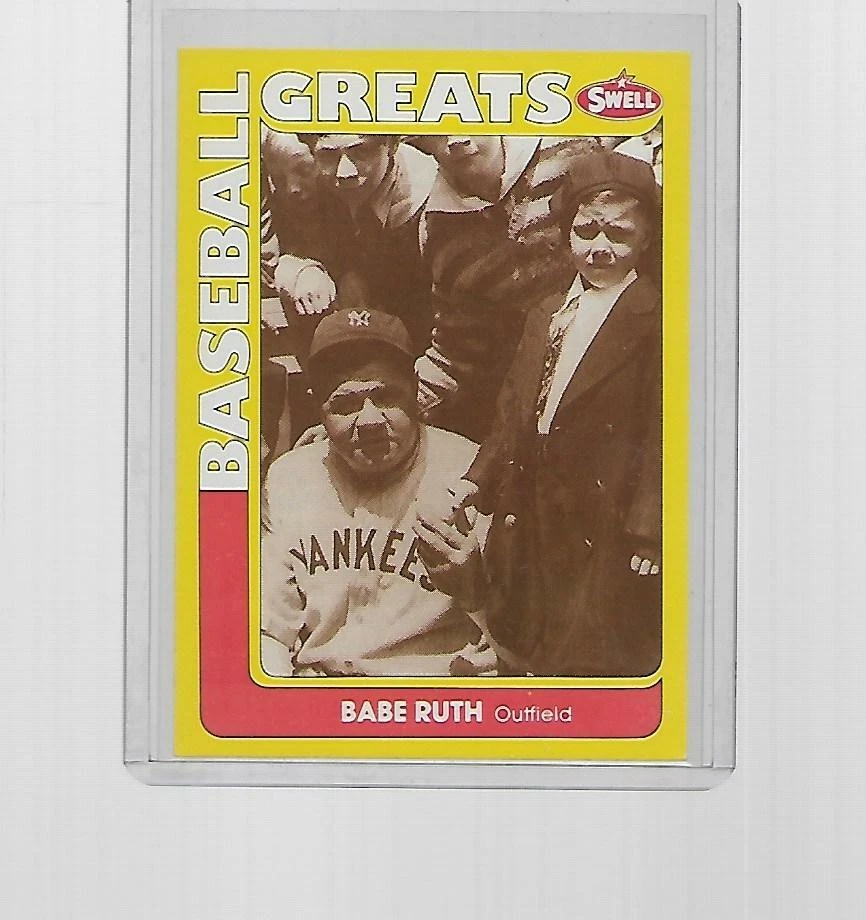 BASEBALL
GREATS
SWELL
NY
YANKEES
BABE RUTH Outfield